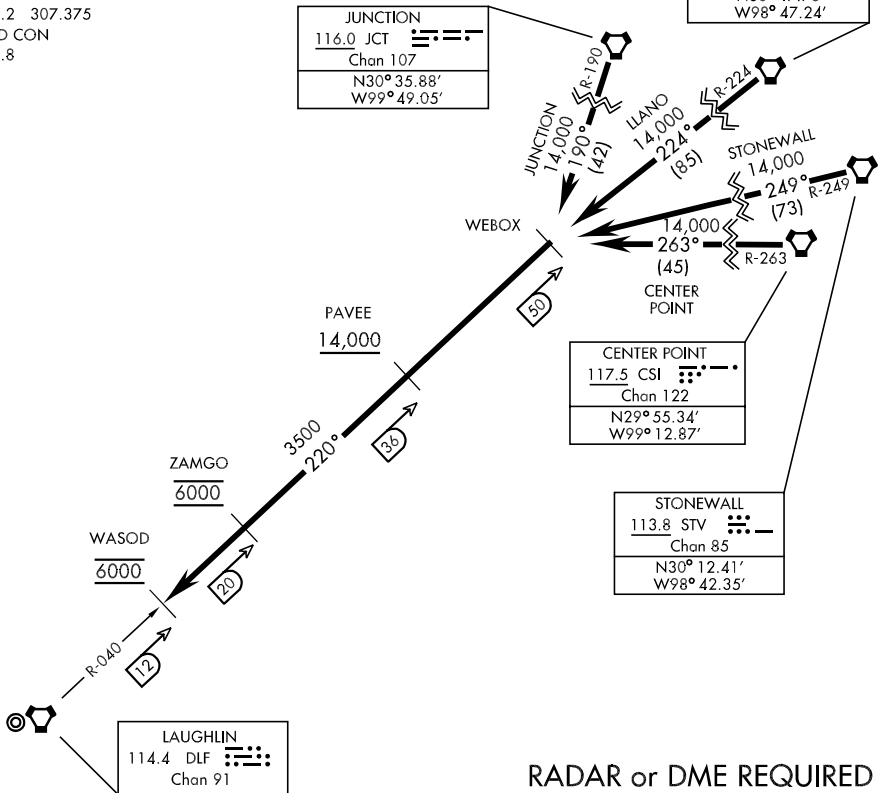 .2 307.375
D CON
.8
JUNCTION
116.0 JCT
Chan 107
N30° 35.88'
W99° 49.05'
W98° 47.24'
R-190
JUNCTION
14,000
190°
(42)
R-224
LLANO
14,000
224°
(85)
STONEWALL
14,000
249°
R-249
(73)
14,000
263°
R-263
(45)
CENTER
POINT
WEBOX
50
PAVEE
14,000
36
3500
220°
CENTER POINT
117.5 CSI
Chan 122
N29° 55.34'
W99° 12.87'
ZAMGO
6000
20
STONEWALL
113.8 STV
Chan 85
N30° 12.41'
W98° 42.35'
WASOD
6000
12
R-040
LAUGHLIN
114.4 DLF
Chan 91
RADAR or DME REQUIRED